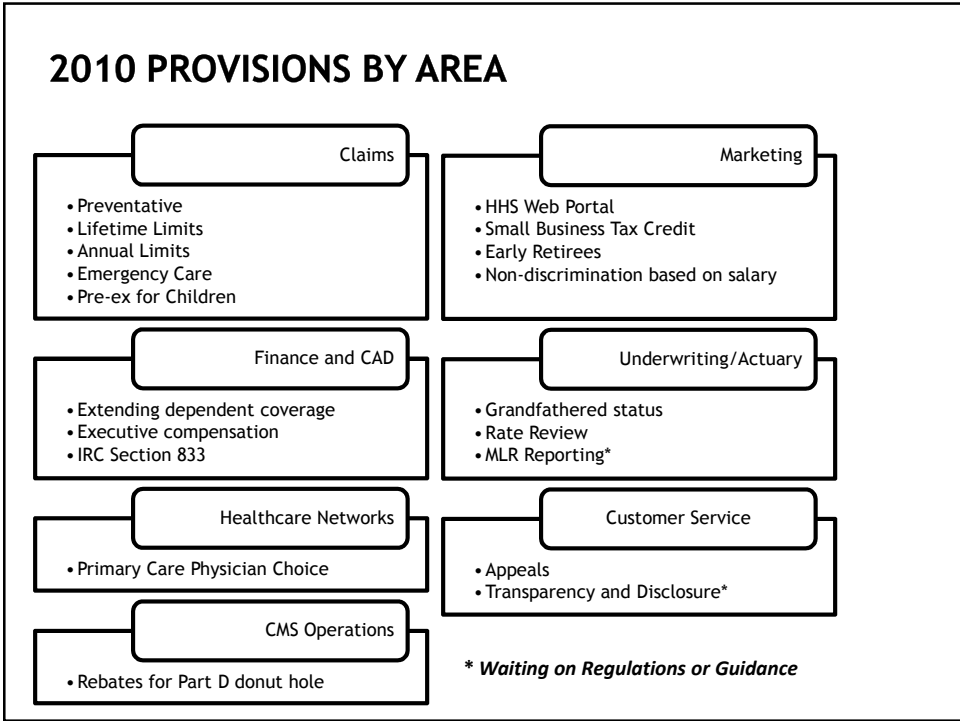 2010 PROVISIONS BY AREA
Claims
• Preventative
• Lifetime Limits
• Annual Limits
• Emergency Care
• Pre-ex for Children
Marketing
• HHS Web Portal
• Small Business Tax Credit
• Early Retirees
• Non-discrimination based on salary
Finance and CAD
• Extending dependent coverage
• Executive compensation
• IRC Section 833
Underwriting/Actuary
• Grandfathered status
• Rate Review
• MLR Reporting*
Healthcare Networks
• Primary Care Physician Choice
Customer Service
• Appeals
• Transparency and Disclosure*
CMS Operations
• Rebates for Part D donut hole
* Waiting on Regulations or Guidance